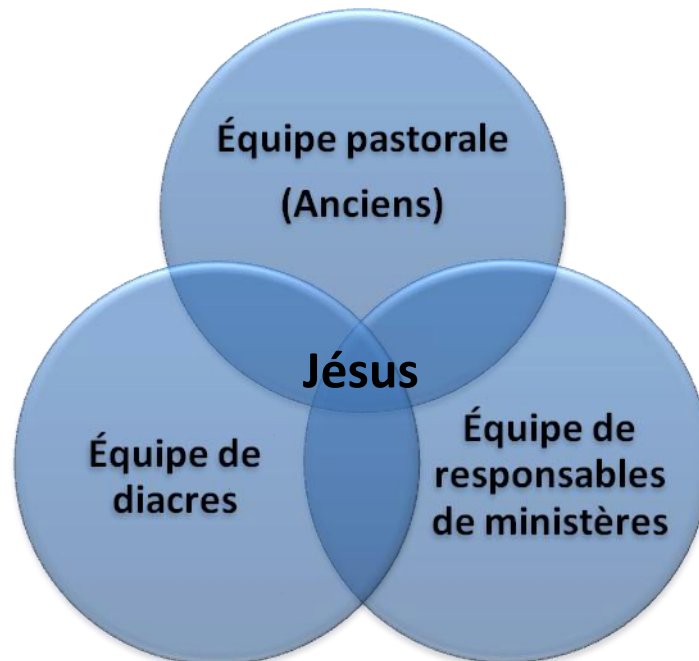 Équipe pastorale
(Anciens)
Jésus
Équipe de
diacres
Équipe de
responsables
de ministères